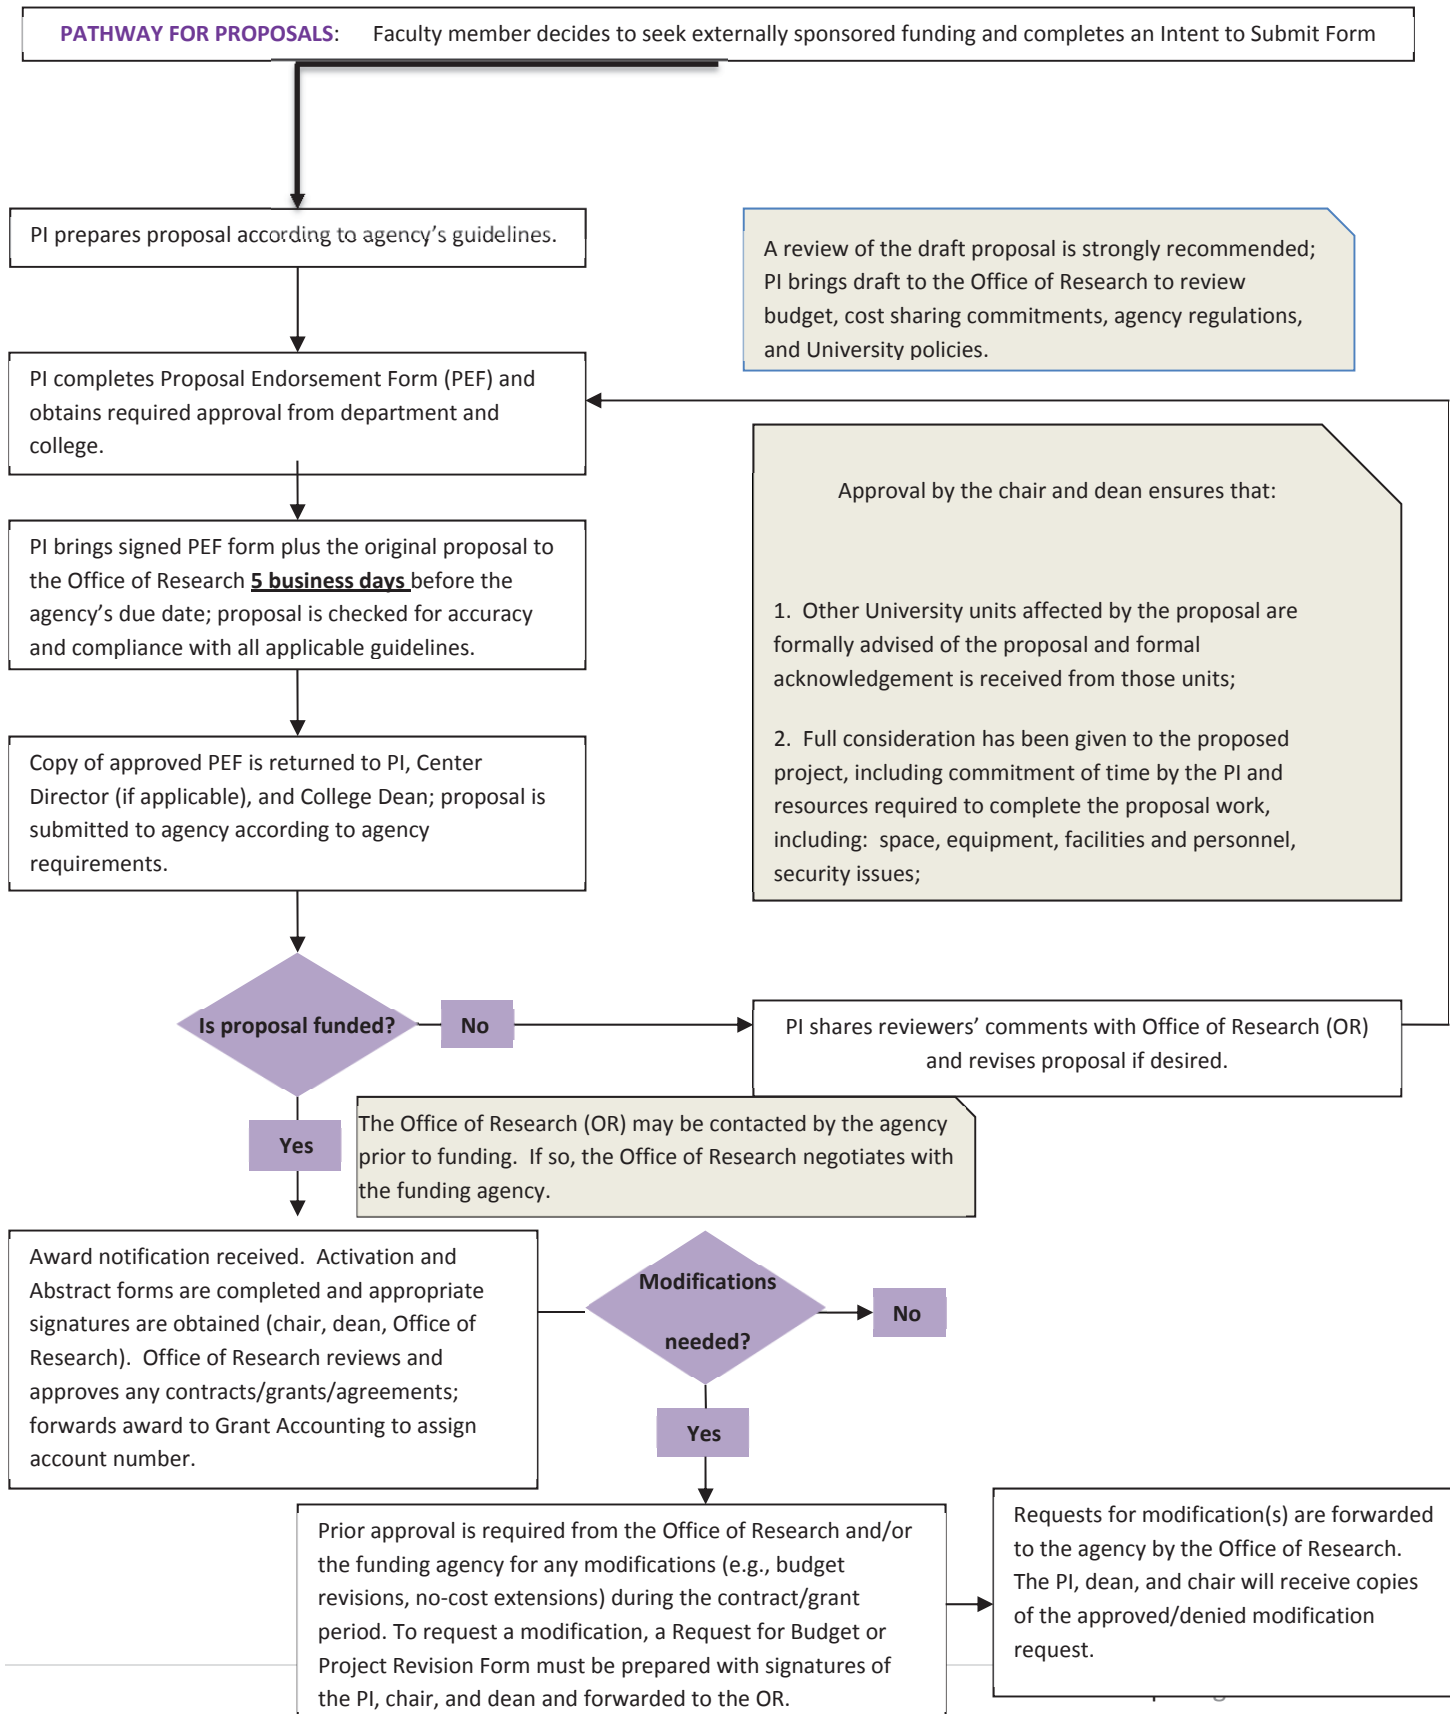 PATHWAY FOR PROPOSALS: Faculty member decides to seek externally sponsored funding and completes an Intent to Submit Form
PI prepares proposal according to agency's guidelines.
A review of the draft proposal is strongly recommended;
PI brings draft to the Office of Research to review
budget, cost sharing commitments, agency regulations,
and University policies.
PI completes Proposal Endorsement Form (PEF) and
obtains required approval from department and
college.
Approval by the chair and dean ensures that:
1. Other University units affected by the proposal are
formally advised of the proposal and formal
acknowledgement is received from those units;
2. Full consideration has been given to the proposed
project, including commitment of time by the PI and
resources required to complete the proposal work,
including: space, equipment, facilities and personnel,
security issues;
PI brings signed PEF form plus the original proposal to
the Office of Research 5 business days before the
agency's due date; proposal is checked for accuracy
and compliance with all applicable guidelines.
Copy of approved PEF is returned to PI, Center
Director (if applicable), and College Dean; proposal is
submitted to agency according to agency
requirements.
Is proposal funded?
No
PI shares reviewers' comments with Office of Research (OR)
and revises proposal if desired.
Yes
The Office of Research (OR) may be contacted by the agency
prior to funding. If so, the Office of Research negotiates with
the funding agency.
Award notification received. Activation and
Abstract forms are completed and appropriate
signatures are obtained (chair, dean, Office of
Research). Office of Research reviews and
approves any contracts/grants/agreements;
forwards award to Grant Accounting to assign
account number.
Modifications
needed?
No
Yes
Prior approval is required from the Office of Research and/or
the funding agency for any modifications (e.g., budget
revisions, no-cost extensions) during the contract/grant
period. To request a modification, a Request for Budget or
Project Revision Form must be prepared with signatures of
the PI, chair, and dean and forwarded to the OR.
Requests for modification(s) are forwarded
to the agency by the Office of Research.
The PI, dean, and chair will receive copies
of the approved/denied modification
request.